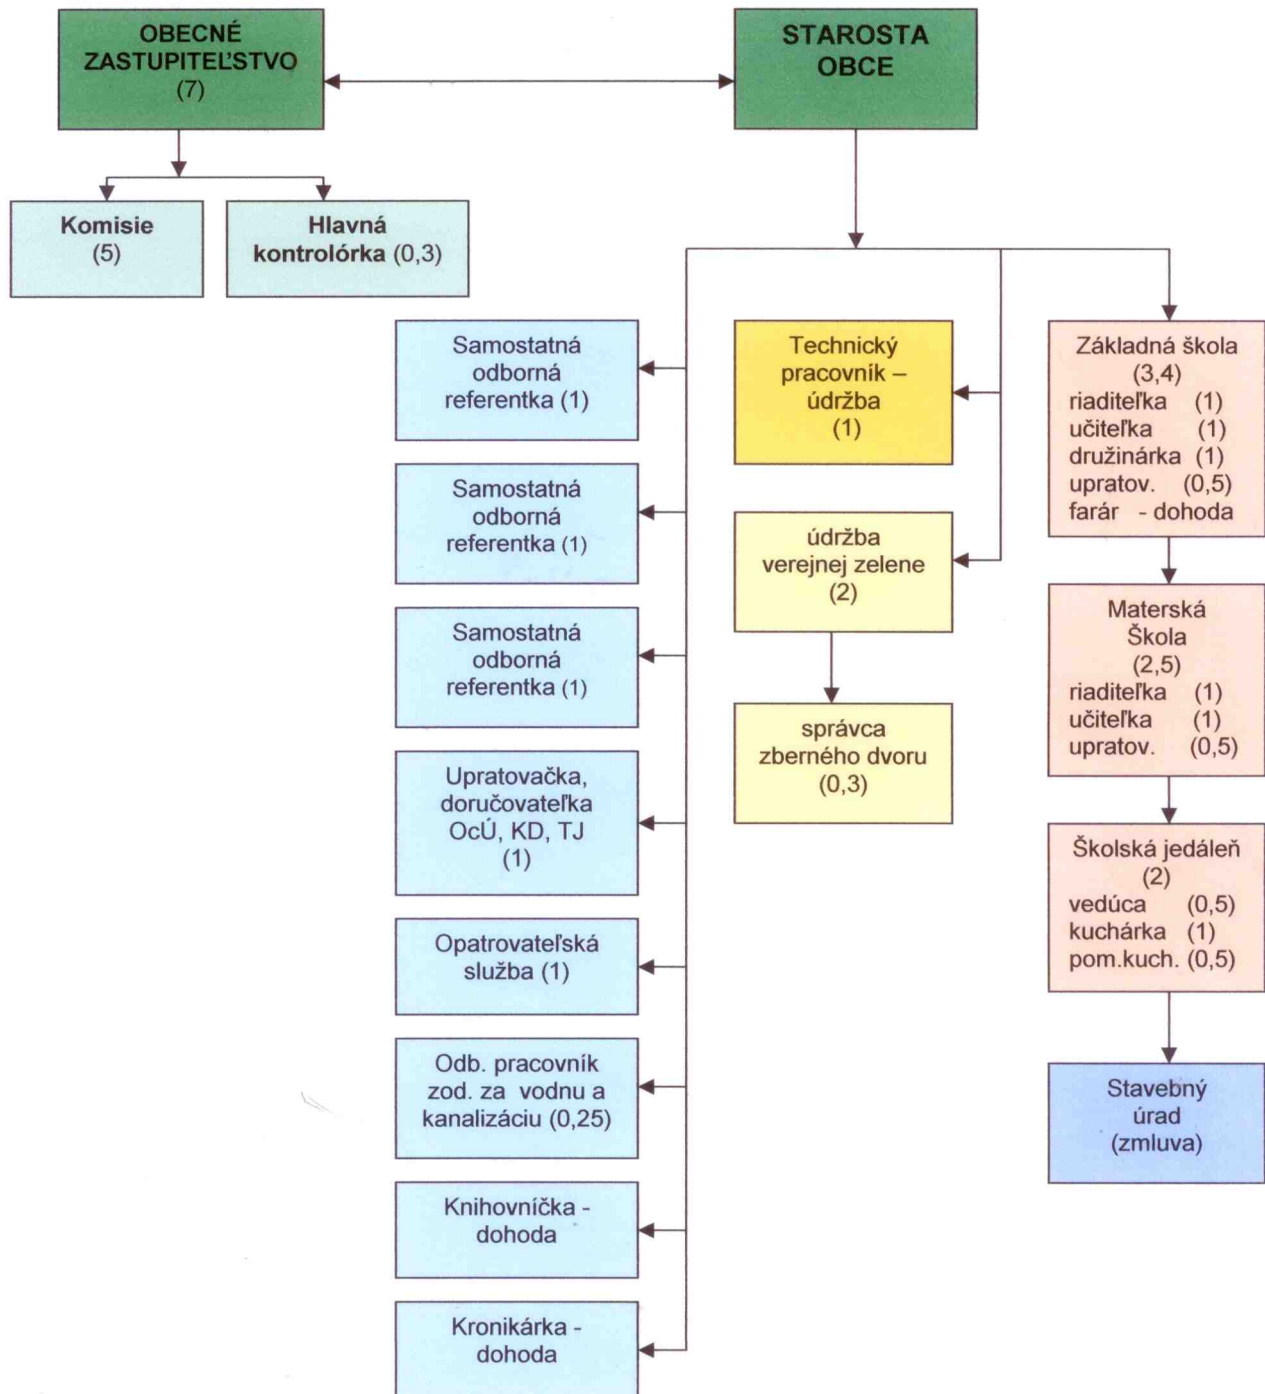 OBECNÉ
ZASTUPITEĽSTVO
(7)
STAROSTA
OBCE
Komisie
(5)
Hlavná
kontrolórka (0,3)
Samostatná
odborná
referentka (1)
Samostatná
odborná
referentka (1)
Samostatná
odborná
referentka (1)
Upratovačka,
doručovateľka
OcÚ, KD, TJ
(1)
Opatrovateľská
služba (1)
Odb. pracovník
zod. za vodnu a
kanalizáciu (0,25)
Knihovníčka -
dohoda
Kronikárka -
dohoda
Technický
pracovník –
údržba
(1)
údržba
verejnej zelene
(2)
správca
zberného dvoru
(0,3)
Základná škola
(3,4)
riaditeľka (1)
učiteľka (1)
družinárka (1)
upratov. (0,5)
farár - dohoda
Materská
Škola
(2,5)
riaditeľka (1)
učiteľka (1)
upratov. (0,5)
Školská jedáleň
(2)
vedúca (0,5)
kuchárka (1)
pom.kuch. (0,5)
Stavebný
úrad
(zmluva)